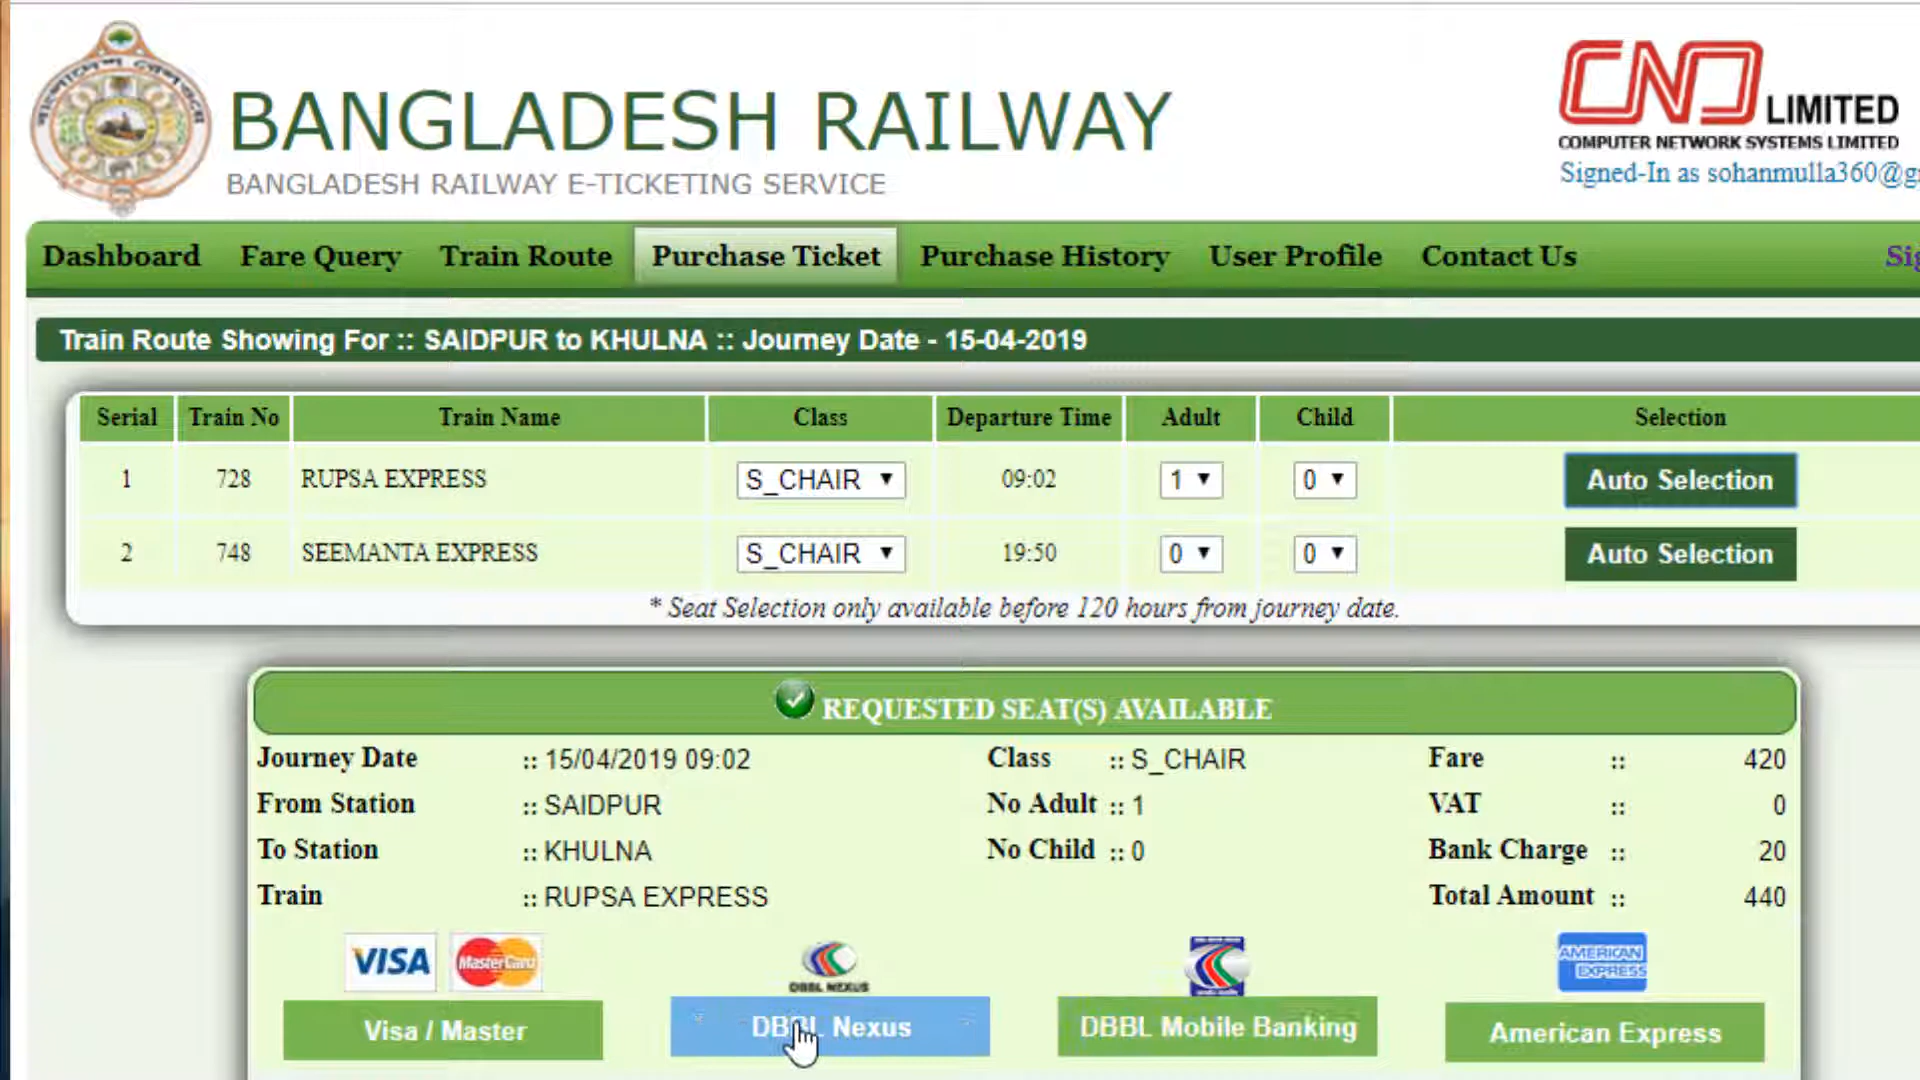 BANGLADESH RAILWAY
BANGLADESH RAILWAY E-TICKETING SERVICE
LIMITED
COMPUTER NETWORK SYSTEMS LIMITED
Signed-In as sohanmulla360@g
Dashboard Fare Query Train Route Purchase Ticket Purchase History User Profile Contact Us
Train Route Showing For :: SAIDPUR to KHULNA :: Journey Date - 15-04-2019
Serial Train No Train Name Class Departure Time Adult Child Selection
1 728 RUPSA EXPRESS S_CHAIR 09:02 1 0 Auto Selection
2 748 SEEMANTA EXPRESS S_CHAIR 19:50 0 0 Auto Selection
* Seat Selection only available before 120 hours from journey date.
REQUESTED SEAT(S) AVAILABLE
Journey Date :: 15/04/2019 09:02 Class :: S_CHAIR Fare :: 420
From Station :: SAIDPUR No Adult :: 1 VAT :: 0
To Station :: KHULNA No Child :: 0 Bank Charge :: 20
Train :: RUPSA EXPRESS Total Amount :: 440
VISA MasterCard DBBL NEXUS AMERICAN EXPRESS
Visa / Master DBBL Nexus DBBL Mobile Banking American Express